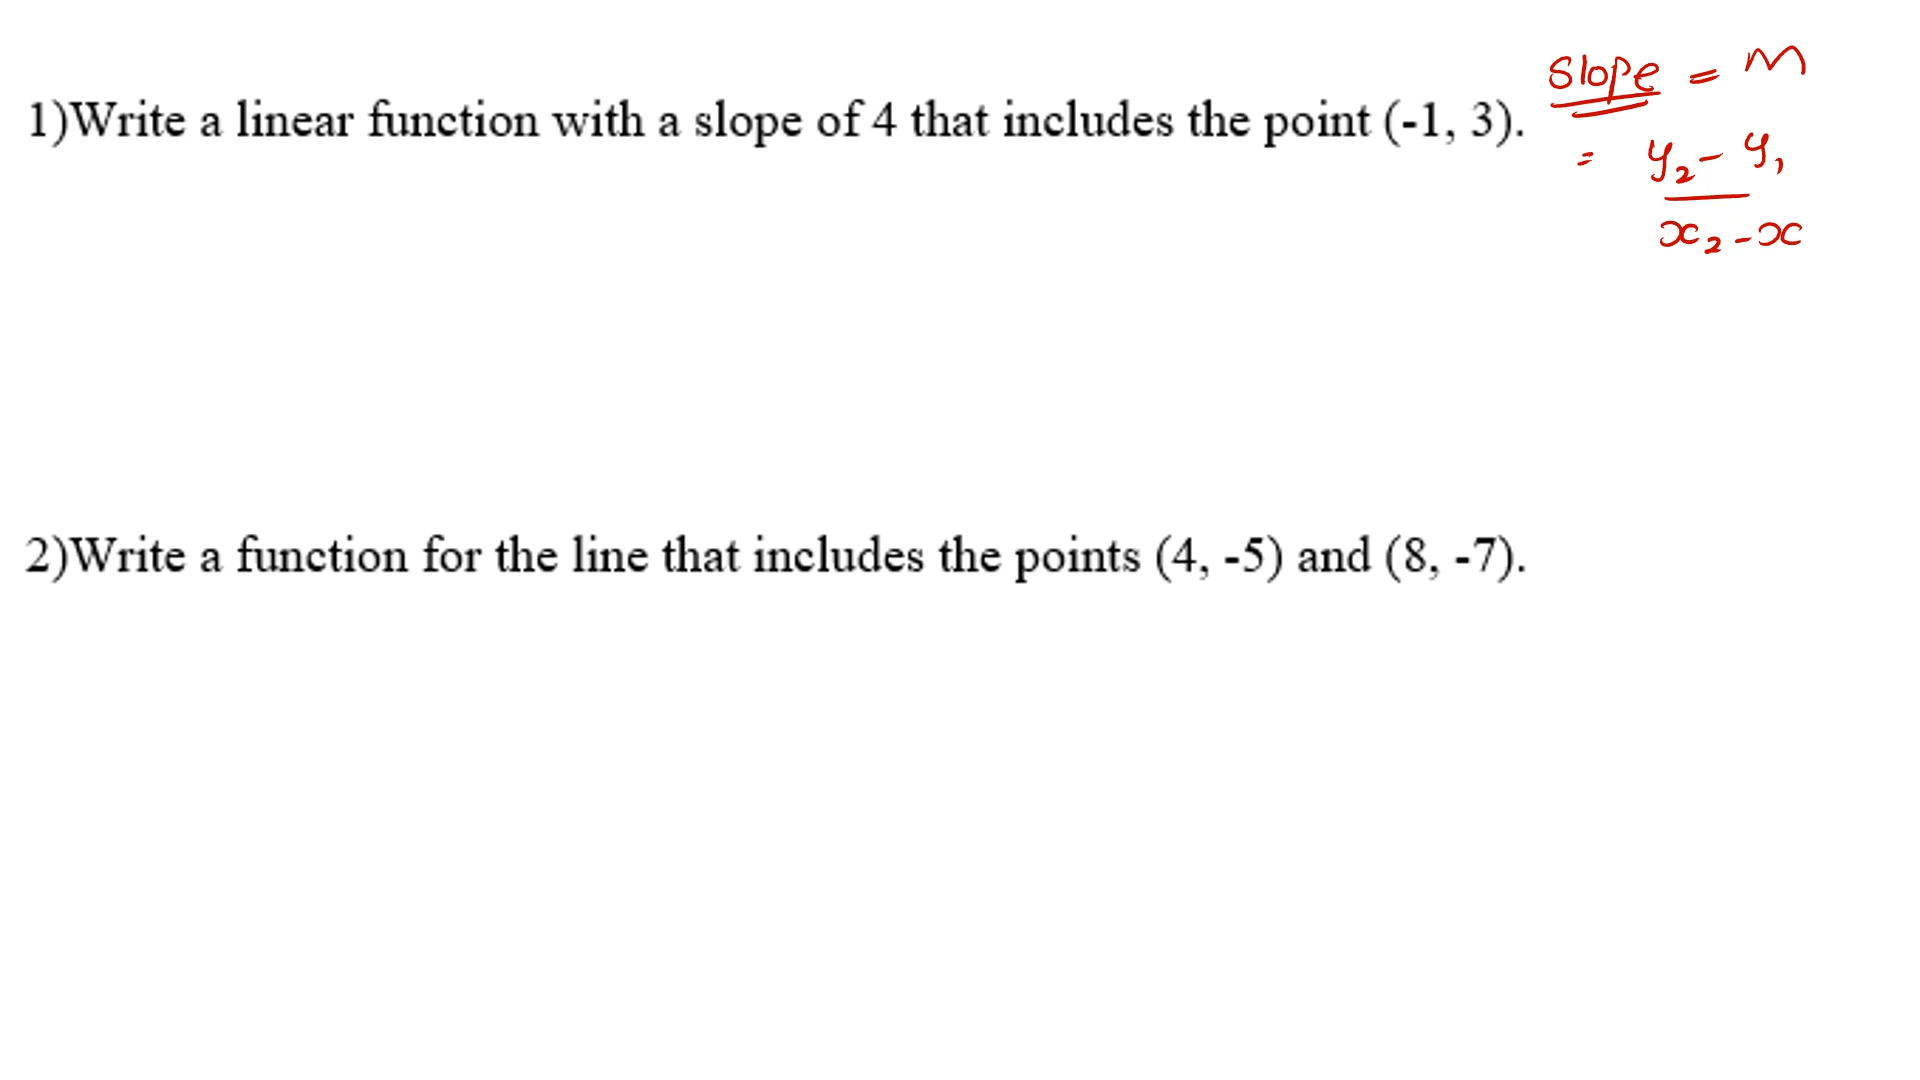 slope = m
1)Write a linear function with a slope of 4 that includes the point (-1, 3).
= y₂ - y₁
x₂ - x
2)Write a function for the line that includes the points (4, -5) and (8, -7).